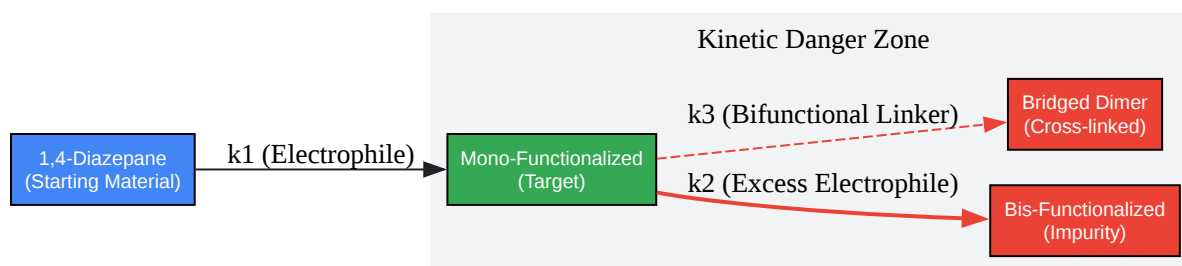 Kinetic Danger Zone
1,4-Diazepane
(Starting Material)
k1 (Electrophile)
Mono-Functionalized
(Target)
k3 (Bifunctional Linker)
Bridged Dimer
(Cross-linked)
k2 (Excess Electrophile)
Bis-Functionalized
(Impurity)